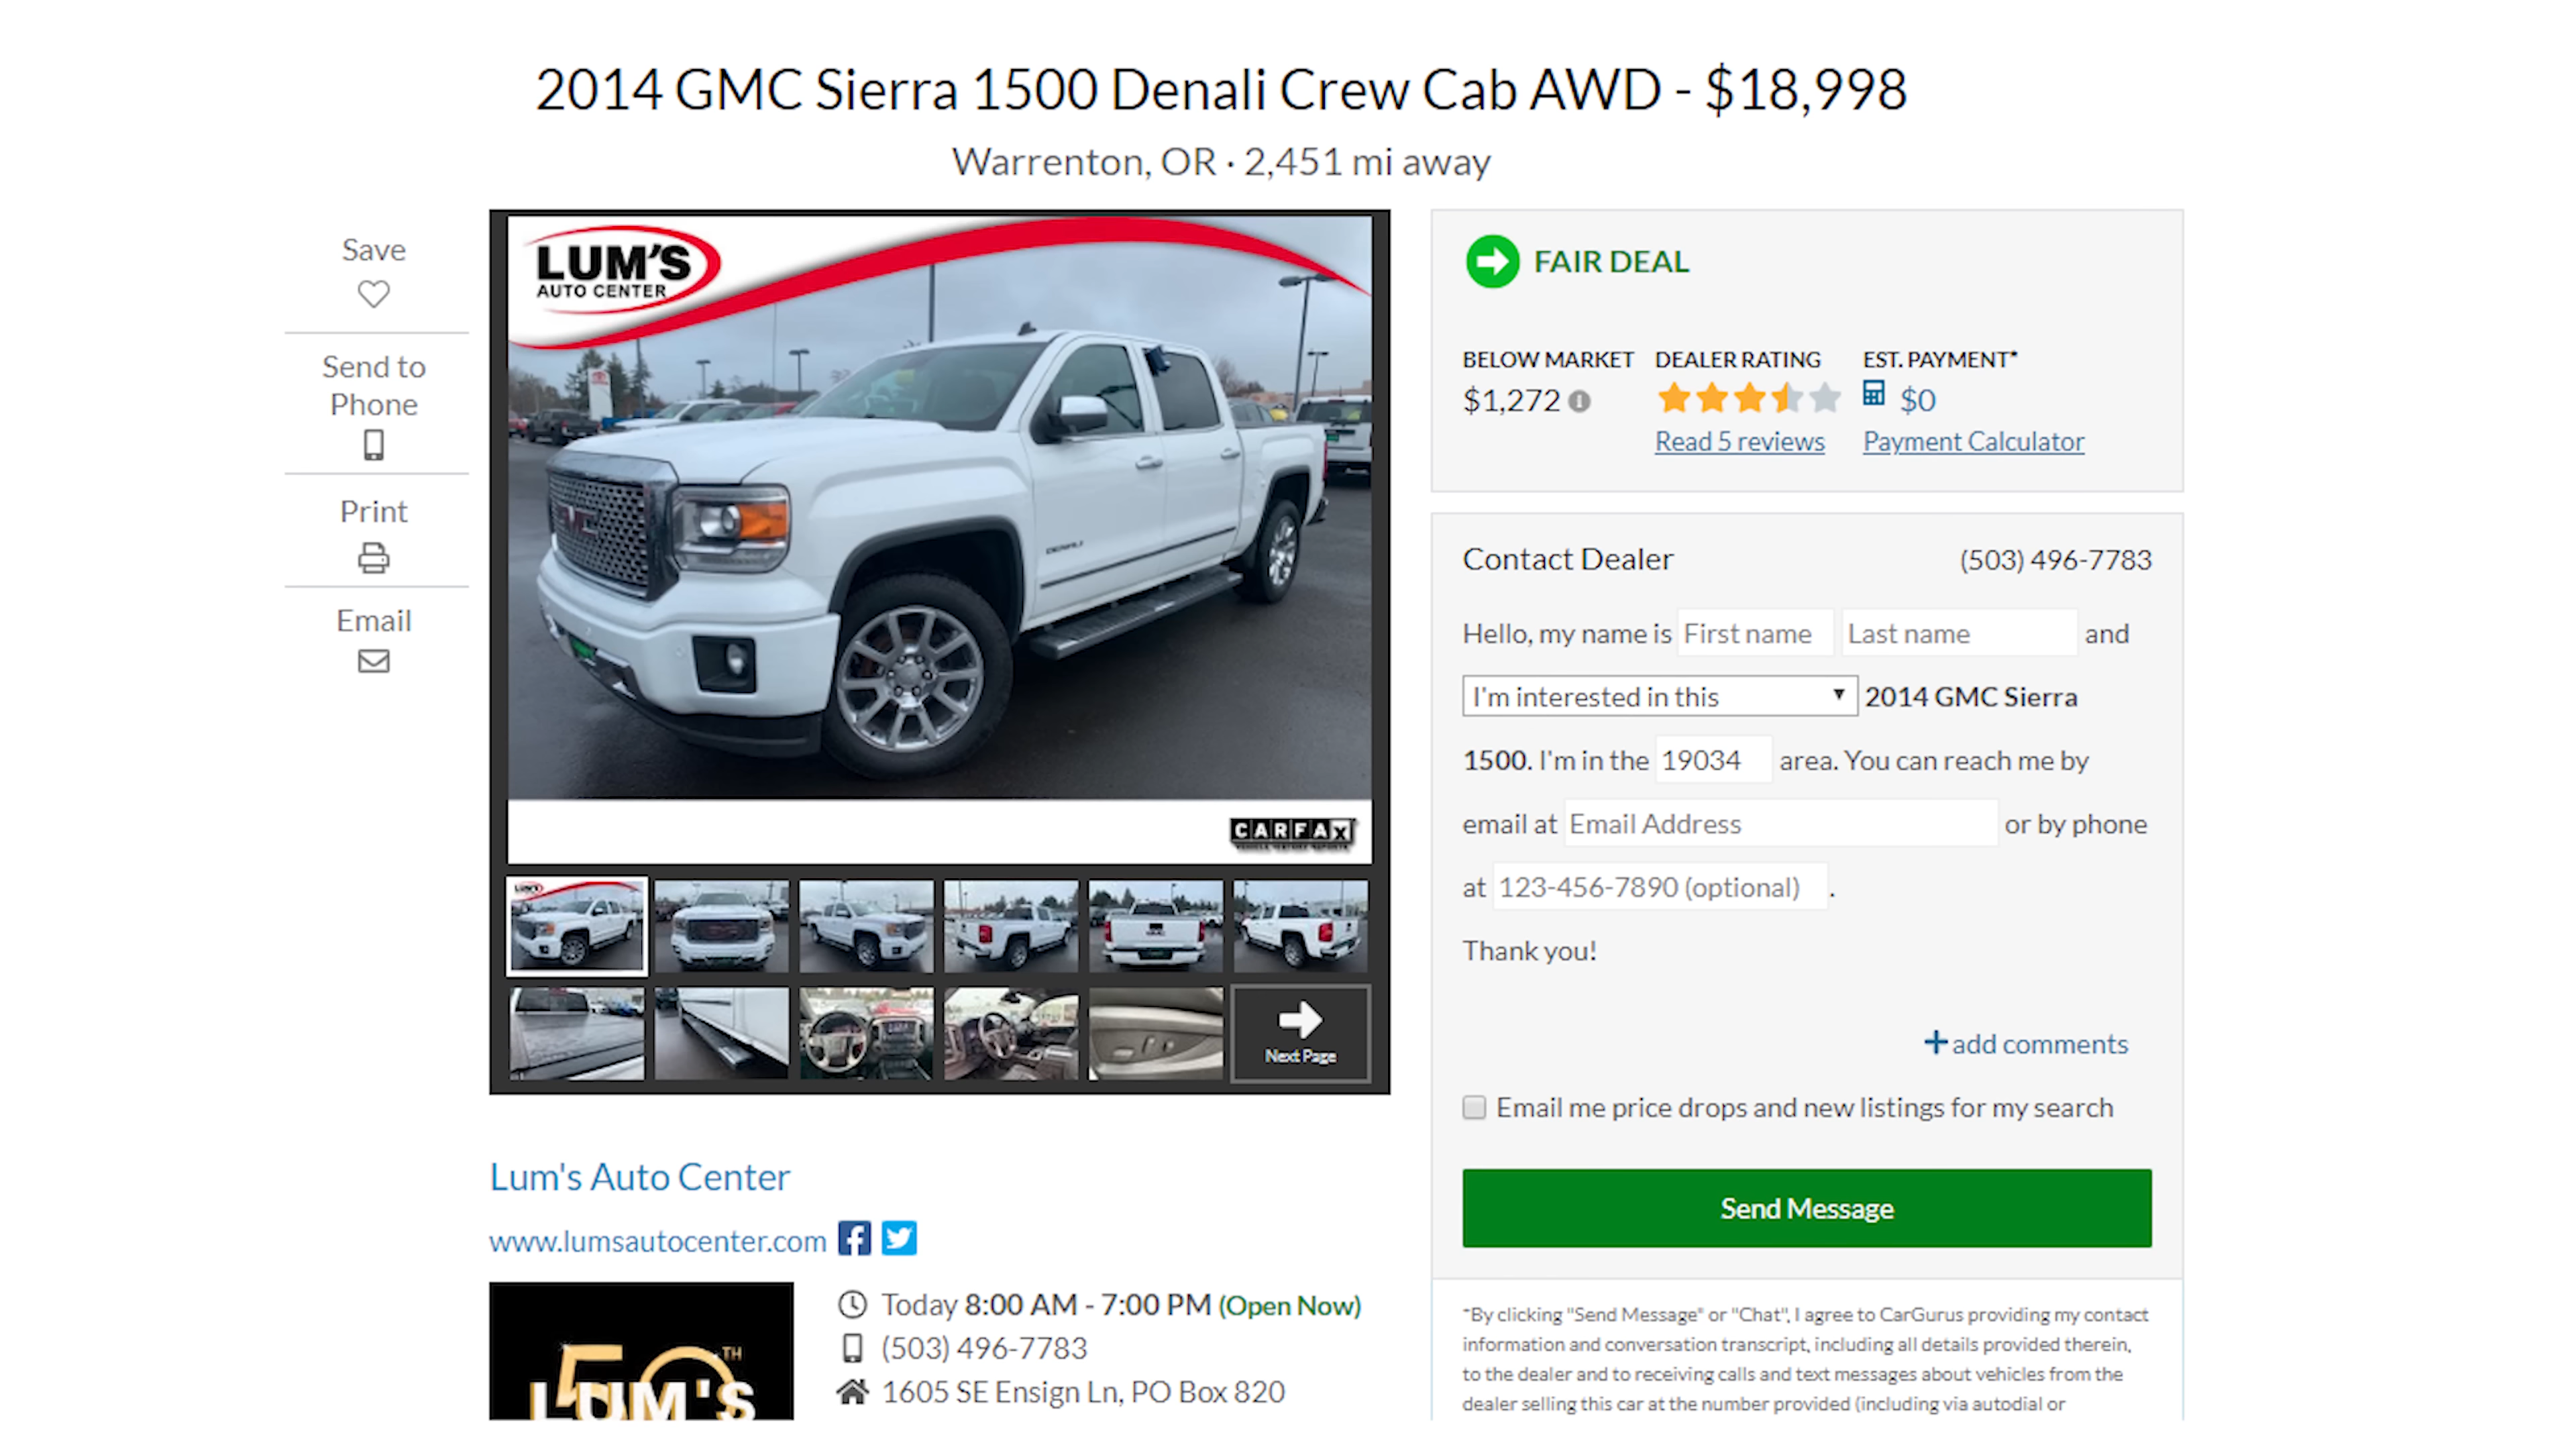 2014 GMC Sierra 1500 Denali Crew Cab AWD - $18,998
Warrenton, OR · 2,451 mi away
Save
Send to
Phone
Print
Email
LUM'S
AUTO CENTER
DENALI
CARFAX
VEHICLE HISTORY REPORTS
LUM'S
Next Page
FAIR DEAL
BELOW MARKET DEALER RATING EST. PAYMENT*
$1,272 $0
Read 5 reviews Payment Calculator
Contact Dealer (503) 496-7783
Hello, my name is First name Last name and
I'm interested in this 2014 GMC Sierra
1500. I'm in the 19034 area. You can reach me by
email at Email Address or by phone
at 123-456-7890 (optional) .
Thank you!
+add comments
Email me price drops and new listings for my search
Send Message
*By clicking "Send Message" or "Chat", I agree to CarGurus providing my contact
information and conversation transcript, including all details provided therein,
to the dealer and to receiving calls and text messages about vehicles from the
dealer selling this car at the number provided (including via autodial or
Lum's Auto Center
www.lumsautocenter.com
50TH
LUM'S
Today 8:00 AM - 7:00 PM (Open Now)
(503) 496-7783
1605 SE Ensign Ln, PO Box 820